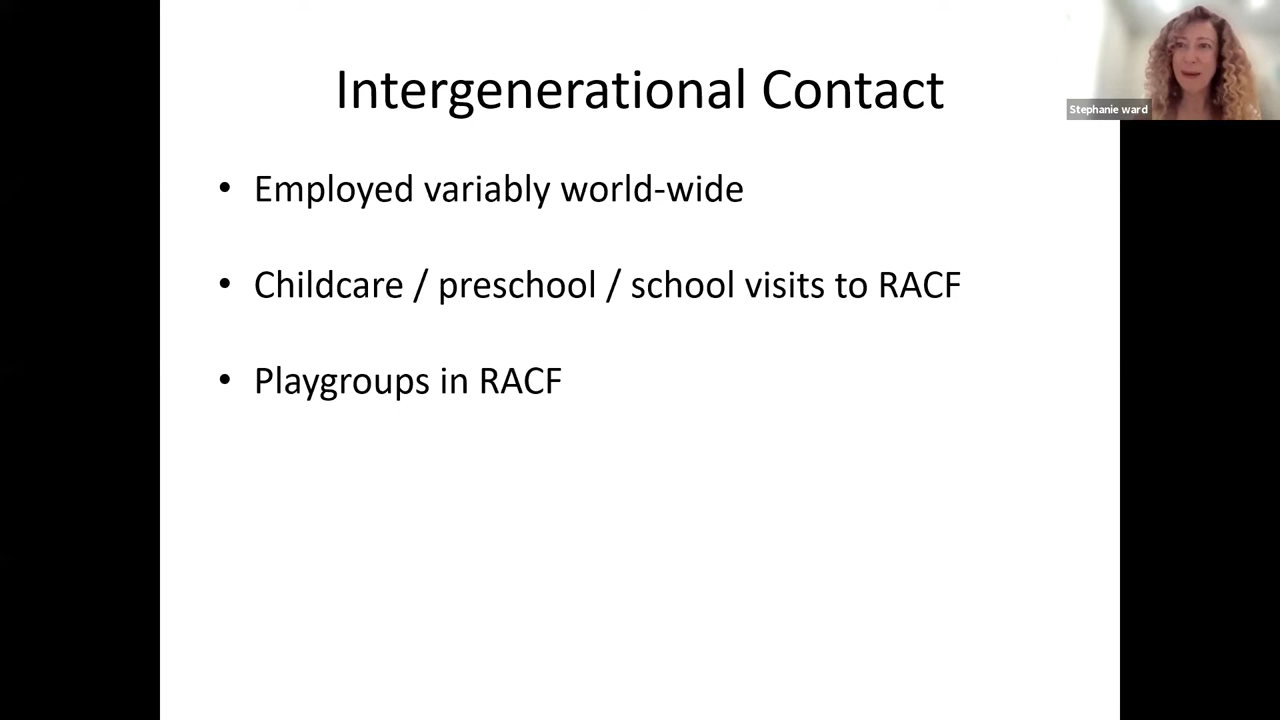 Intergenerational Contact
Stephanie ward
• Employed variably world-wide
• Childcare / preschool / school visits to RACF
• Playgroups in RACF